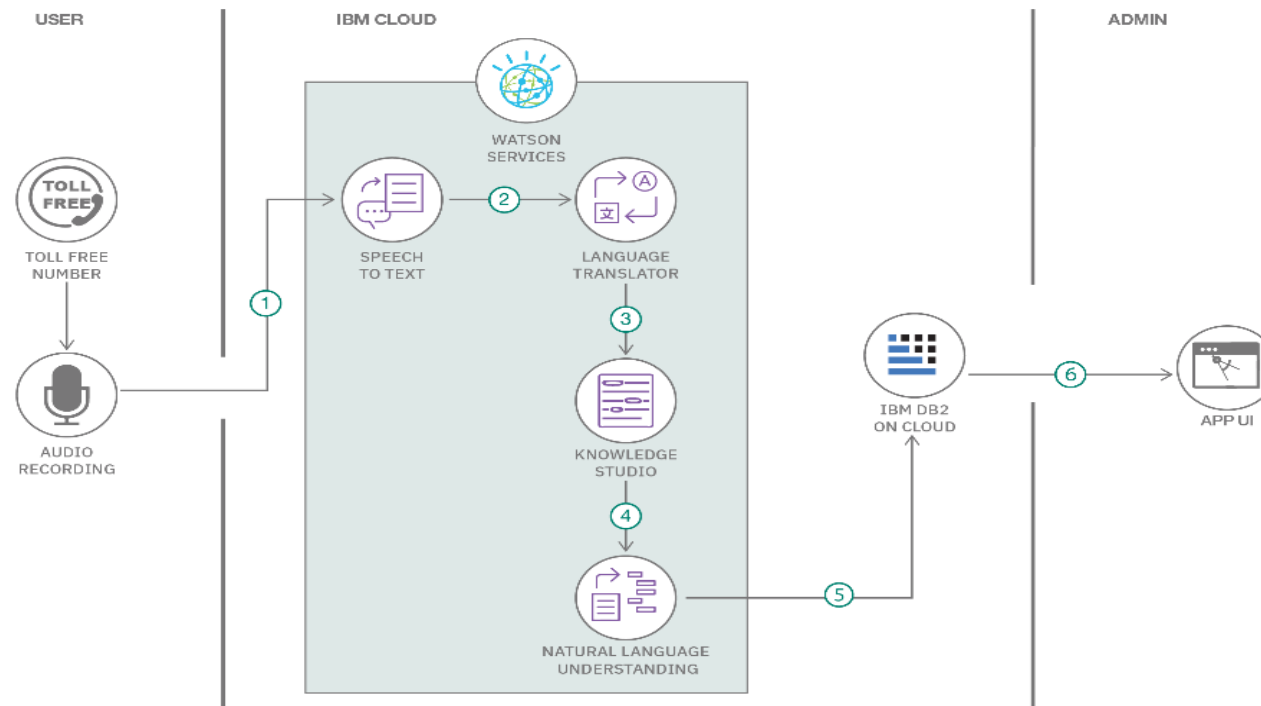 USER
IBM CLOUD
ADMIN
WATSON
SERVICES
TOLL
FREE
TOLL FREE
NUMBER
1
AUDIO
RECORDING
SPEECH
TO TEXT
2
A
文
LANGUAGE
TRANSLATOR
3
KNOWLEDGE
STUDIO
4
NATURAL LANGUAGE
UNDERSTANDING
5
IBM DB2
ON CLOUD
6
APP UI